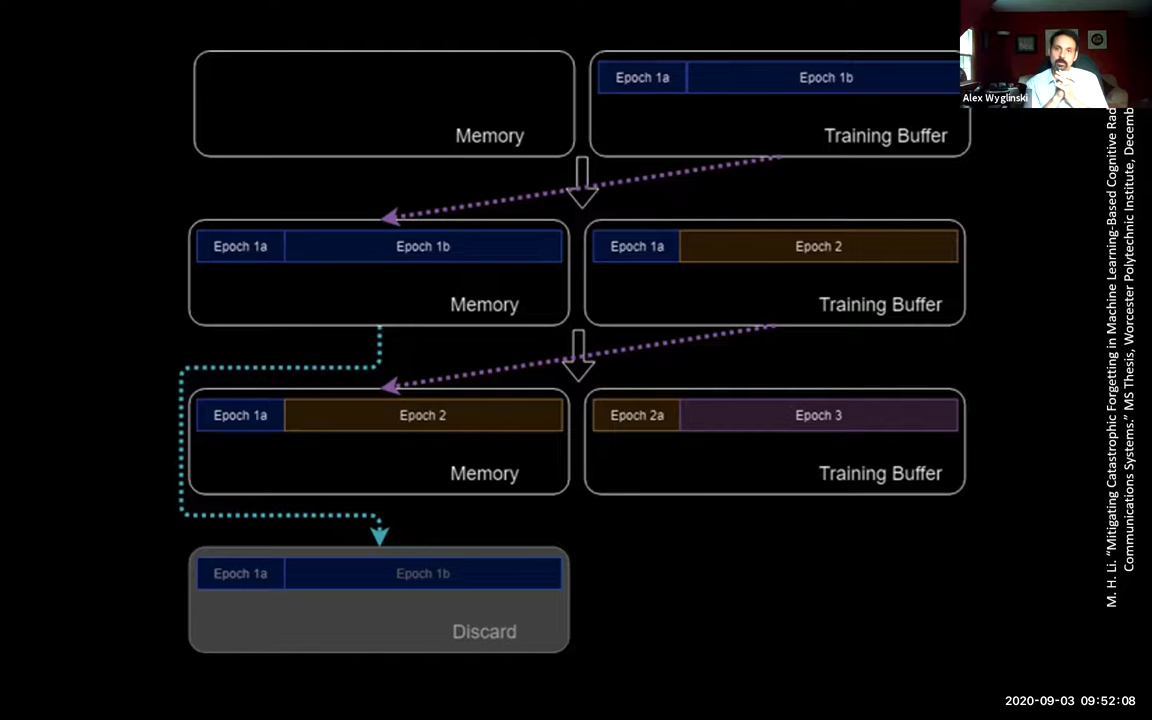 Epoch 1a Epoch 1b
Memory Training Buffer
Alex Wyglinski
Epoch 1a Epoch 1b Epoch 1a Epoch 2
Memory Training Buffer
Epoch 1a Epoch 2 Epoch 2a Epoch 3
Memory Training Buffer
Epoch 1a Epoch 1b
Discard
M. H. Li. “Mitigating Catastrophic Forgetting in Machine Learning-Based Cognitive
Communications Systems.” MS Thesis, Worcester Polytechnic Institute,
2020-09-03 09:52:08